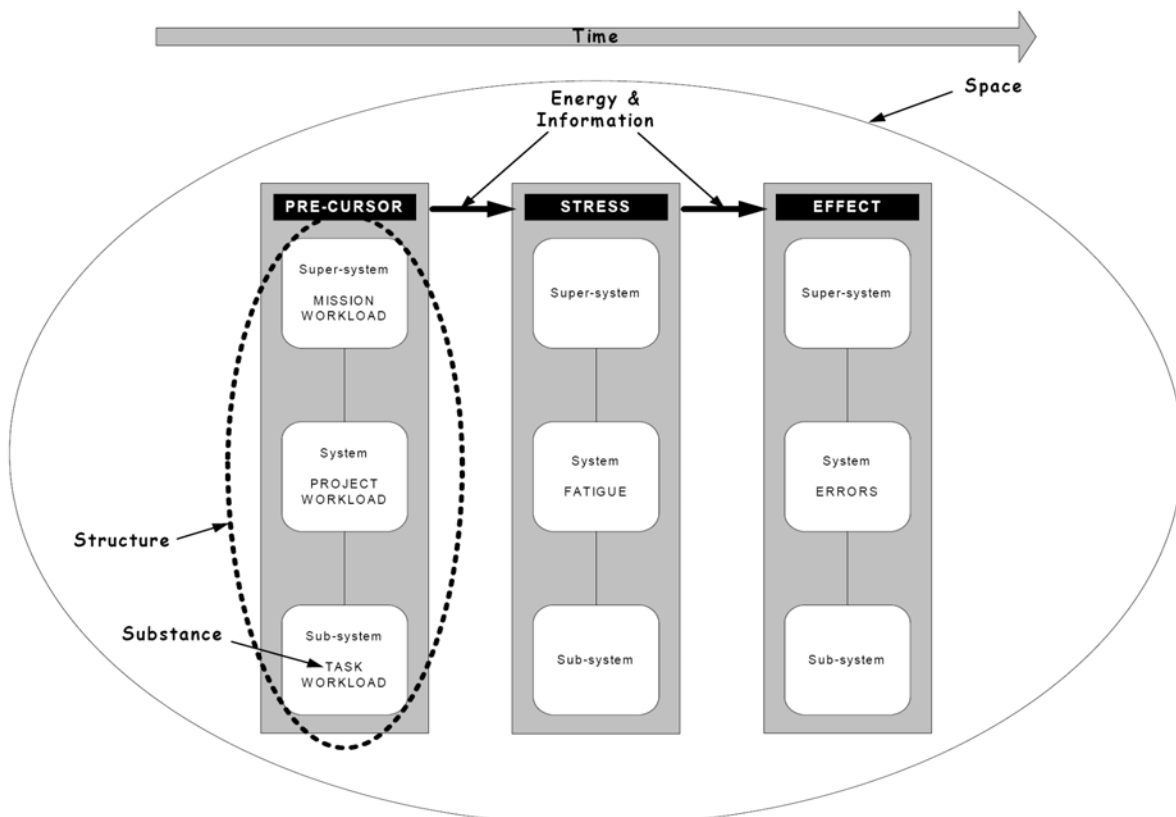 Time
Space
Energy &
Information
PRE-CURSOR
STRESS
EFFECT
Super-system
MISSION
WORKLOAD
Super-system
Super-system
System
PROJECT
WORKLOAD
System
FATIGUE
System
ERRORS
Structure
Substance
Sub-system
TASK
WORKLOAD
Sub-system
Sub-system